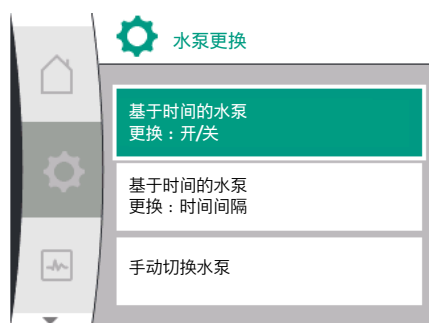 水泵更换
基于时间的水泵
更换：开/关
基于时间的水泵
更换：时间间隔
手动切换水泵